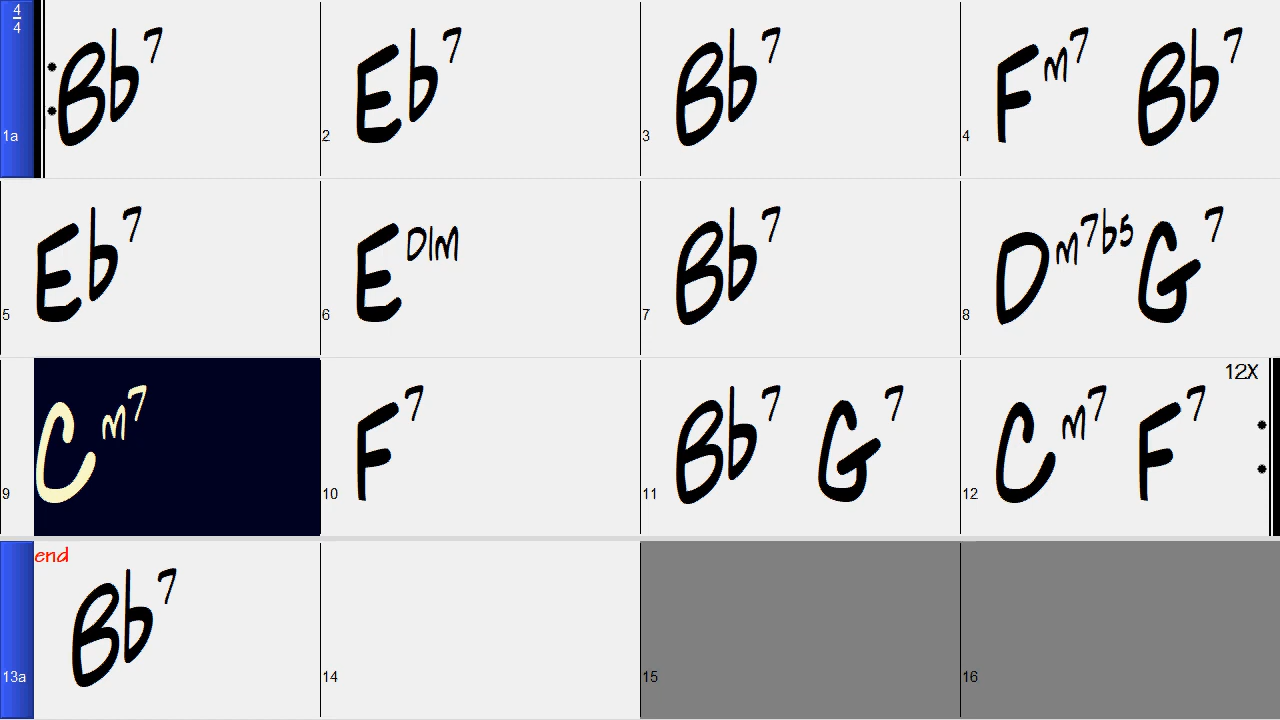 4
4
1a Bb7 2 Eb7 3 Bb7 4 Fm7 Bb7
5 Eb7 6 EDIM 7 Bb7 8 Dm7b5 G7
12X
9 Cm7 10 F7 11 Bb7 G7 12 Cm7 F7
end
13a Bb7 14 15 16